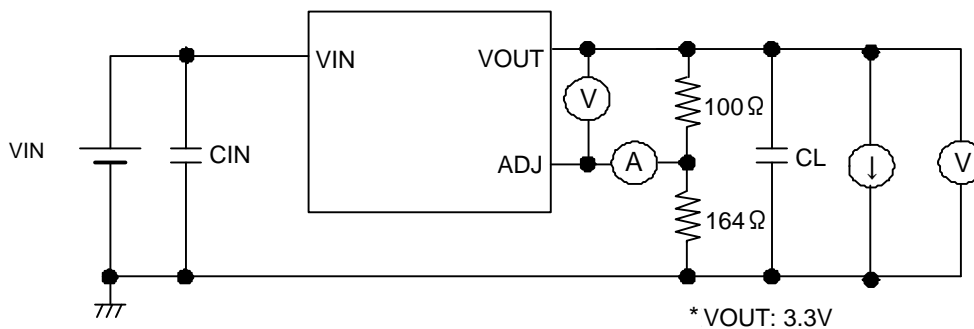 VIN
VOUT
V
100Ω
VIN
CIN
ADJ
A
CL
↓
V
164Ω
* VOUT: 3.3V